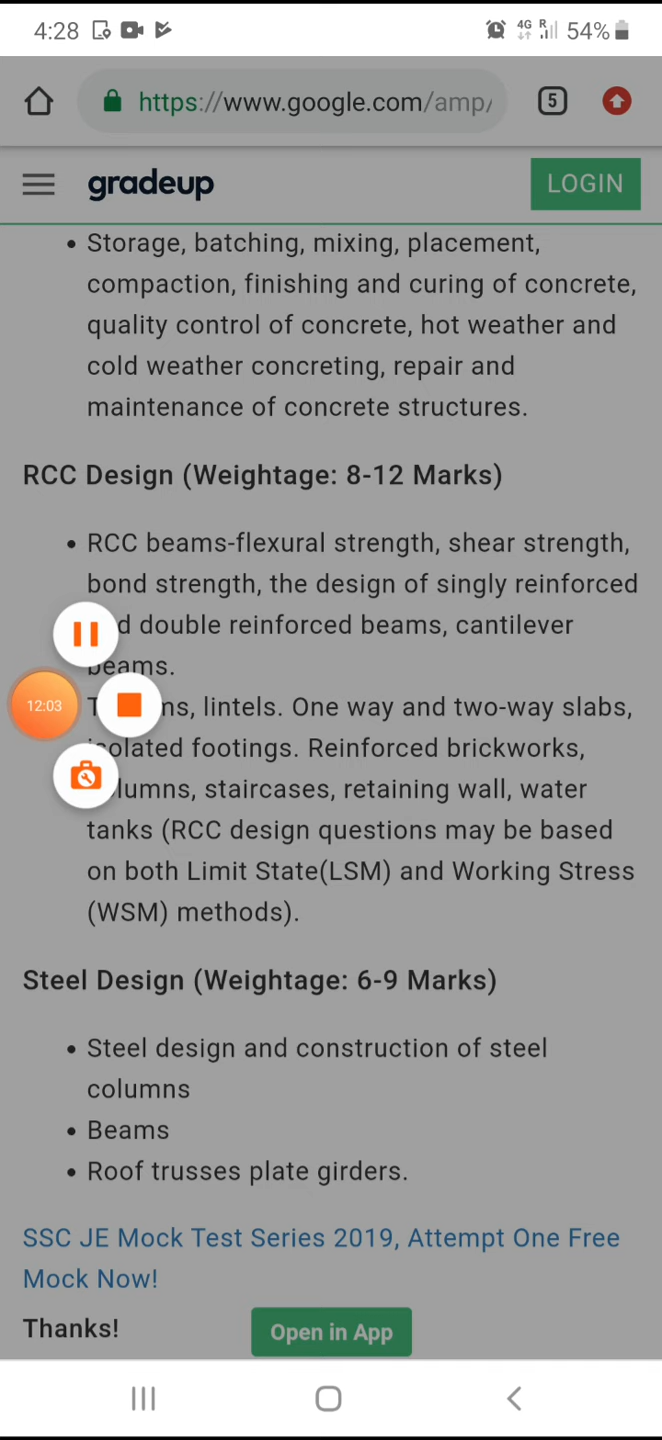 4:28 4G R 54%
https://www.google.com/amp/ 5
gradeup LOGIN
• Storage, batching, mixing, placement,
compaction, finishing and curing of concrete,
quality control of concrete, hot weather and
cold weather concreting, repair and
maintenance of concrete structures.
RCC Design (Weightage: 8-12 Marks)
• RCC beams-flexural strength, shear strength,
bond strength, the design of singly reinforced
d double reinforced beams, cantilever
beams.
12:03
T ms, lintels. One way and two-way slabs,
isolated footings. Reinforced brickworks,
lumns, staircases, retaining wall, water
tanks (RCC design questions may be based
on both Limit State(LSM) and Working Stress
(WSM) methods).
Steel Design (Weightage: 6-9 Marks)
• Steel design and construction of steel
columns
• Beams
• Roof trusses plate girders.
SSC JE Mock Test Series 2019, Attempt One Free
Mock Now!
Thanks!
Open in App